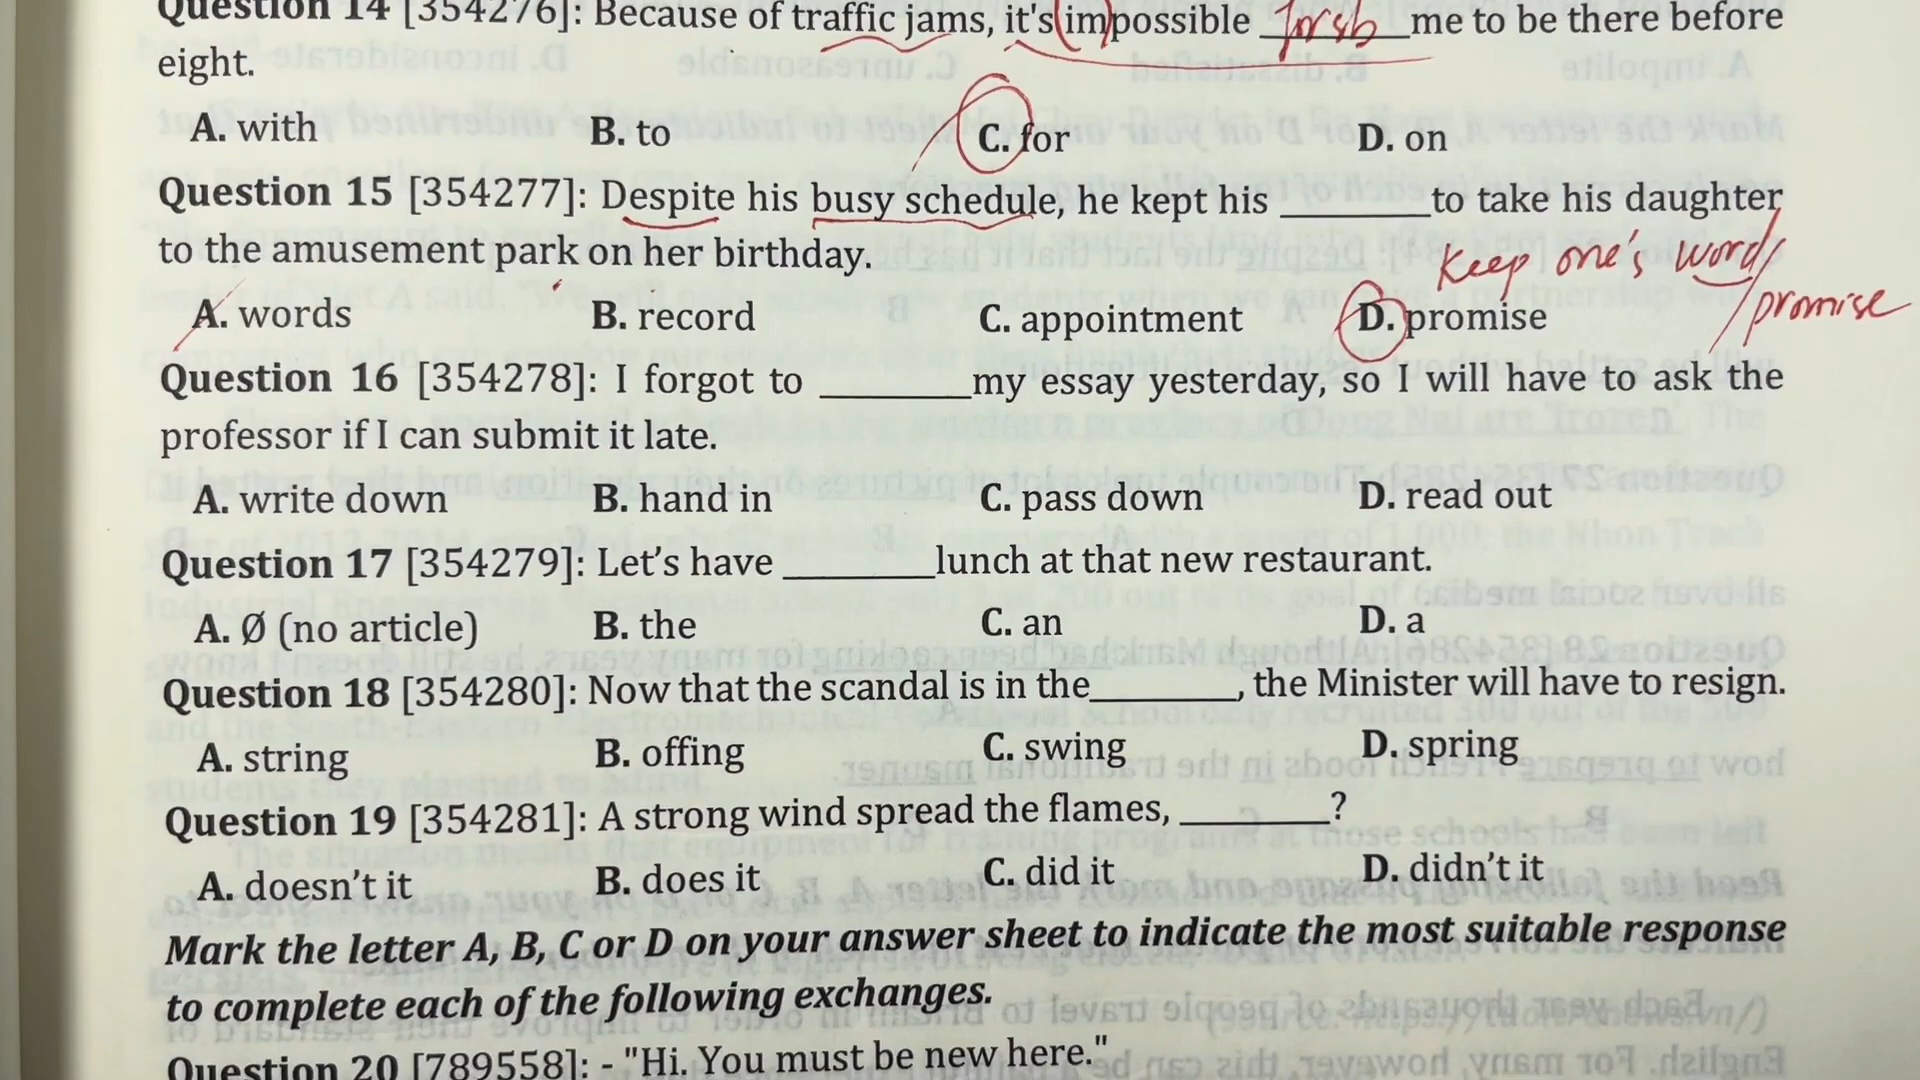 Question 14 [354276]: Because of traffic jams, it's impossible for sb me to be there before
eight.
A. with B. to C. for D. on
Question 15 [354277]: Despite his busy schedule, he kept his ________to take his daughter
to the amusement park on her birthday.
keep one's word/
promise
A. words B. record C. appointment D. promise
Question 16 [354278]: I forgot to ________my essay yesterday, so I will have to ask the
professor if I can submit it late.
A. write down B. hand in C. pass down D. read out
Question 17 [354279]: Let's have ________lunch at that new restaurant.
A. Ø (no article) B. the C. an D. a
Question 18 [354280]: Now that the scandal is in the________, the Minister will have to resign.
A. string B. offing C. swing D. spring
Question 19 [354281]: A strong wind spread the flames, ________?
A. doesn't it B. does it C. did it D. didn't it
Mark the letter A, B, C or D on your answer sheet to indicate the most suitable response
to complete each of the following exchanges.
Question 20 [789558]: - "Hi. You must be new here."